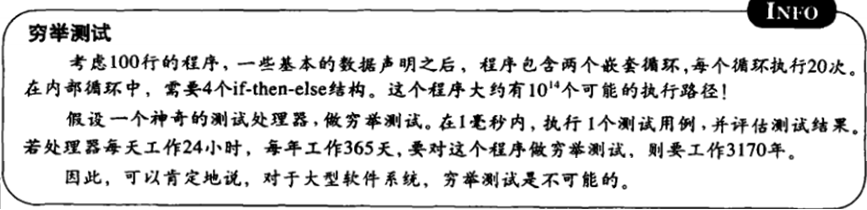 INFO
穷举测试
考虑100行的程序，一些基本的数据声明之后，程序包含两个嵌套循环，每个循环执行20次。
在内部循环中，需要4个if-then-else结构。这个程序大约有10¹⁴个可能的执行路径！
假设一个神奇的测试处理器，做穷举测试。在1毫秒内，执行1个测试用例，并评估测试结果。
若处理器每天工作24小时，每年工作365天，要对这个程序做穷举测试，则要工作3170年。
因此，可以肯定地说，对于大型软件系统，穷举测试是不可能的。